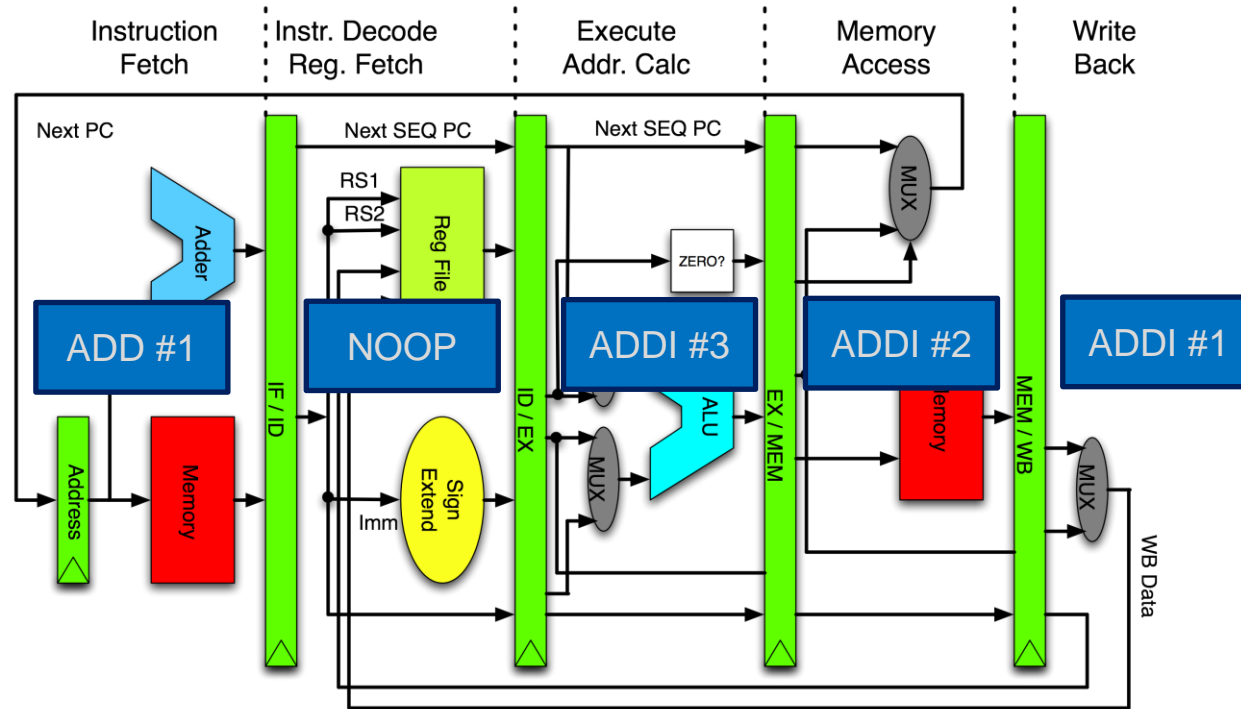 Instruction
Fetch
Instr. Decode
Reg. Fetch
Execute
Addr. Calc
Memory
Access
Write
Back
Next PC
Next SEQ PC
Next SEQ PC
RS1
RS2
Reg File
MUX
Adder
ZERO?
ADD #1
NOOP
ADDI #3
ADDI #2
ADDI #1
IF / ID
ID / EX
ALU
EX / MEM
Memory
MEM / WB
Address
Memory
Sign
Extend
Imm
MUX
MUX
WB Data